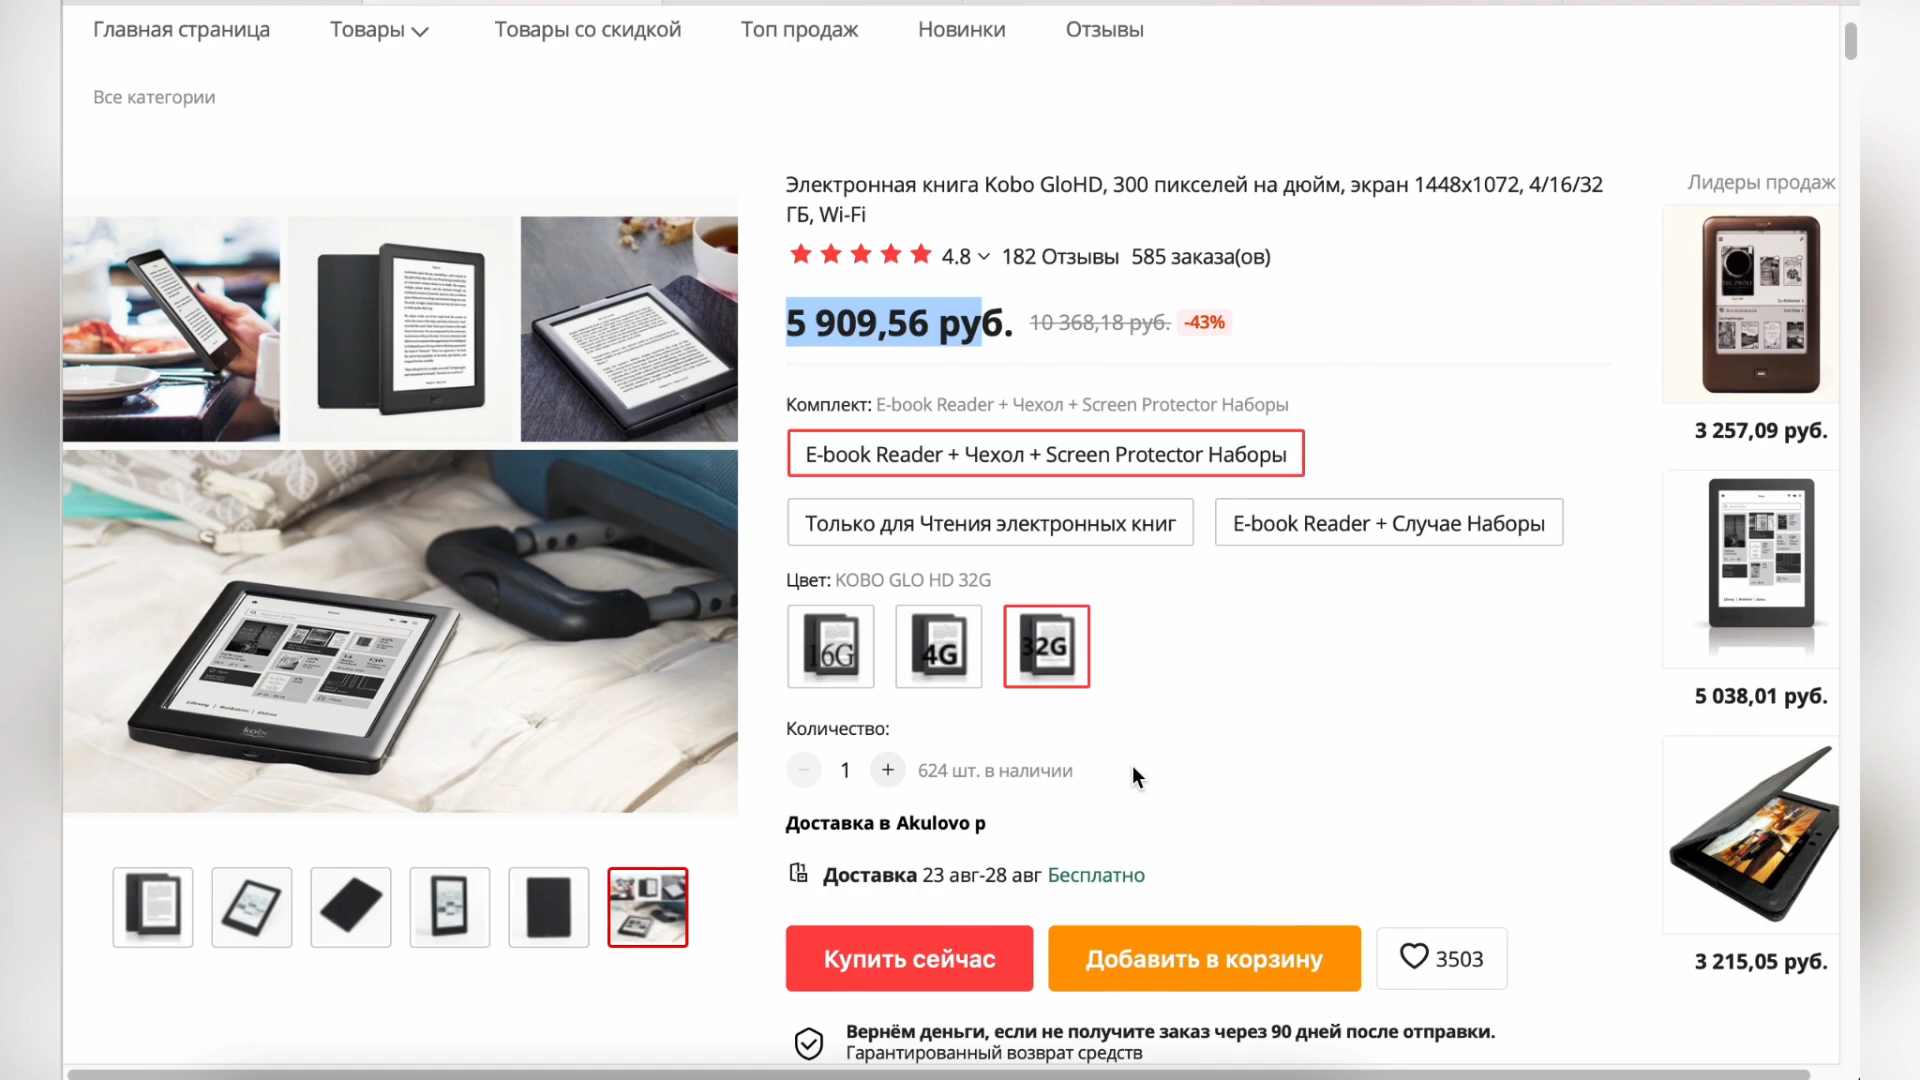 Главная страница
Товары
Товары со скидкой
Топ продаж
Новинки
Отзывы
Все категории
Электронная книга Kobo GloHD, 300 пикселей на дюйм, экран 1448x1072, 4/16/32
ГБ, Wi-Fi
4.8 182 Отзывы 585 заказа(ов)
5 909,56 руб. 10 368,18 руб. -43%
Комплект: E-book Reader + Чехол + Screen Protector Наборы
E-book Reader + Чехол + Screen Protector Наборы
Только для Чтения электронных книг
E-book Reader + Случае Наборы
Цвет: KOBO GLO HD 32G
16G
4G
32G
Количество:
1 + 624 шт. в наличии
Доставка в Akulovo p
Доставка 23 авг-28 авг Бесплатно
Купить сейчас
Добавить в корзину
3503
Вернём деньги, если не получите заказ через 90 дней после отправки.
Гарантированный возврат средств
Лидеры продаж
3 257,09 руб.
5 038,01 руб.
3 215,05 руб.